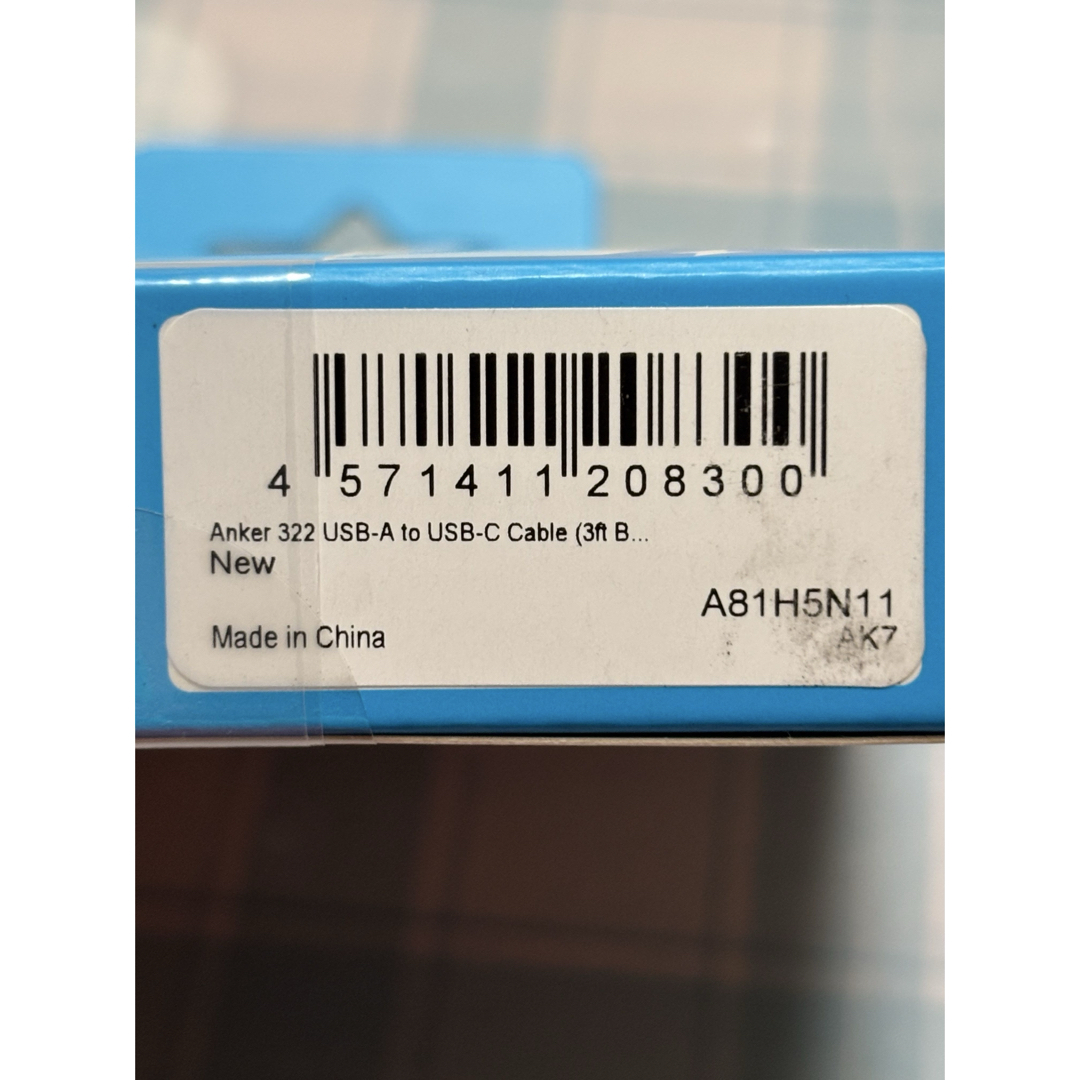 4 571411 208300
Anker 322 USB-A to USB-C Cable (3ft B...
New
A81H5N11
Made in China
AK7